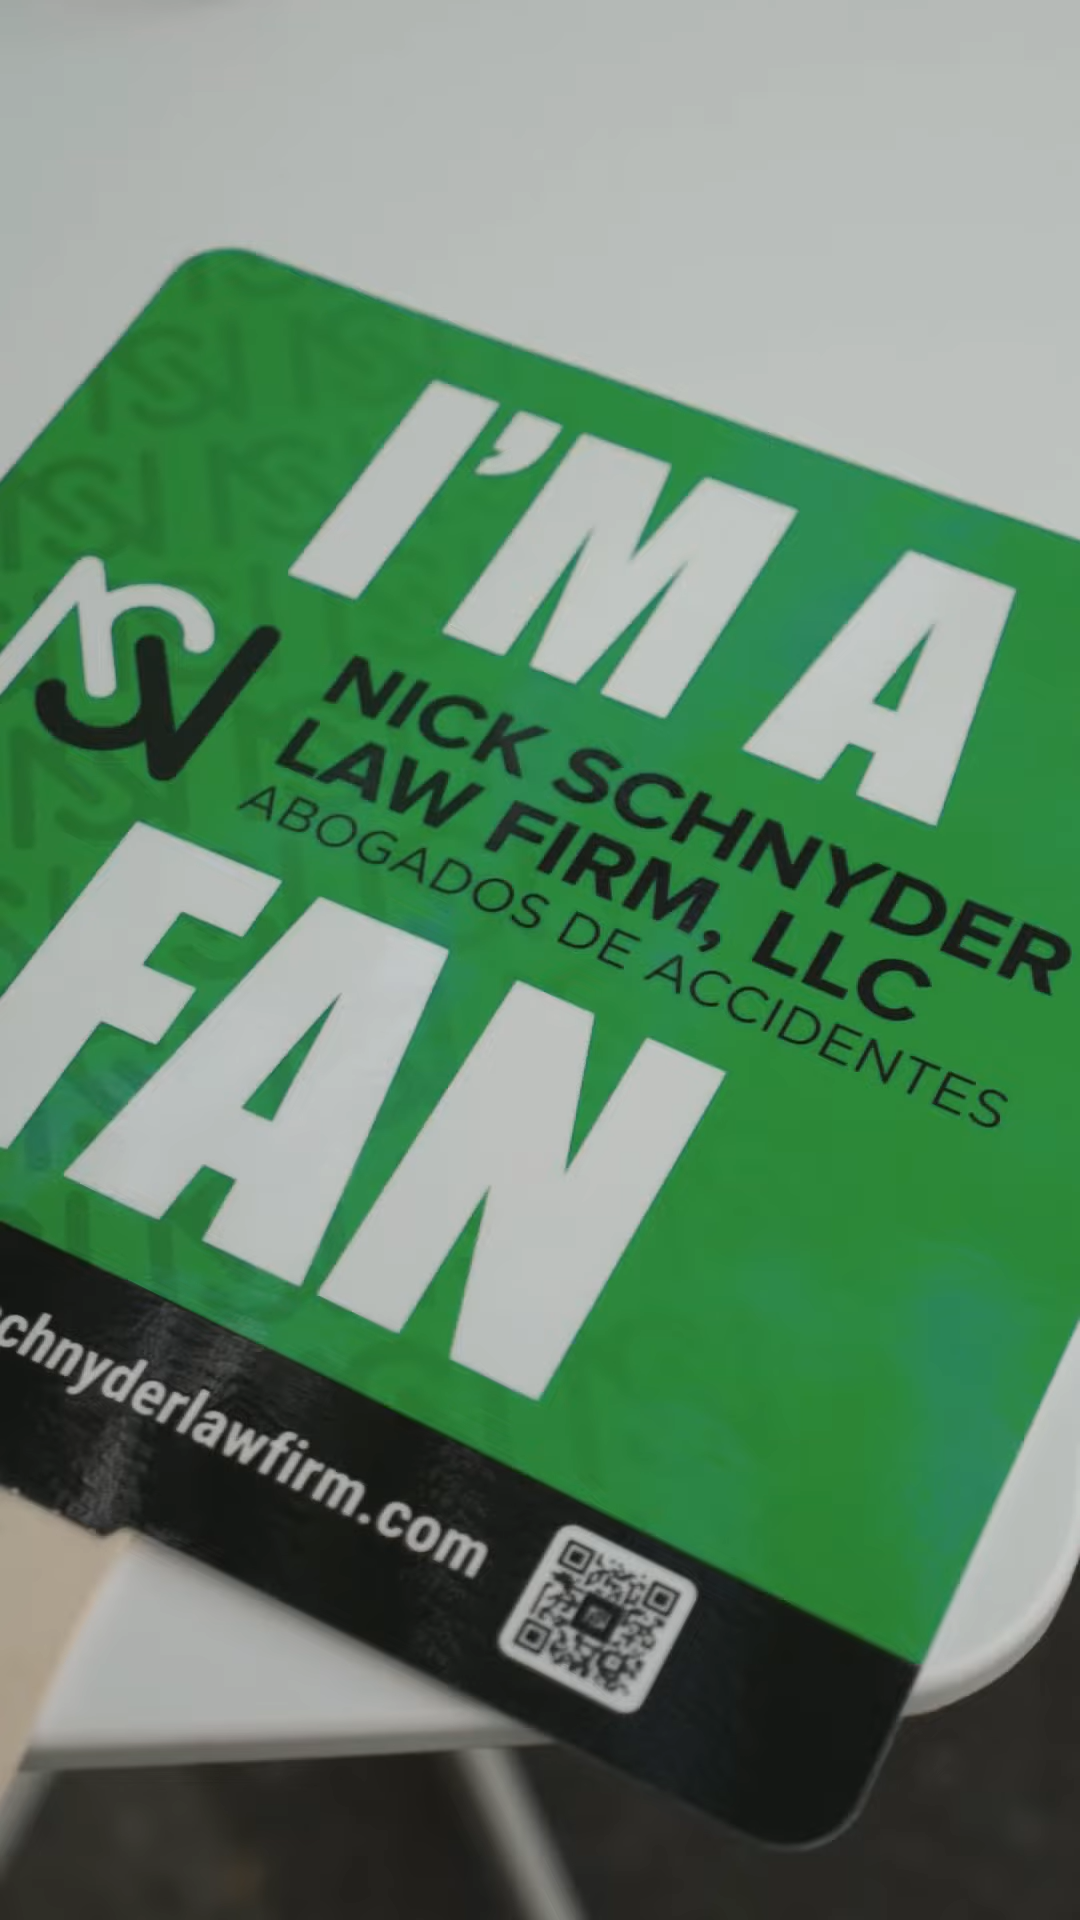 I'M A
NICK SCHNYDER
LAW FIRM, LLC
ABOGADOS DE ACCIDENTES
FAN
chnyderlawfirm.com